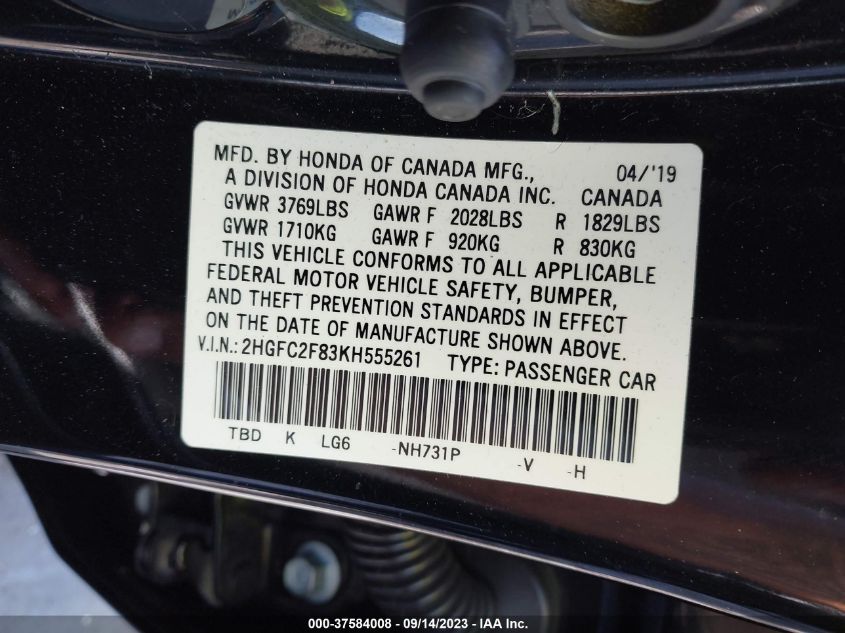 MFD. BY HONDA OF CANADA MFG., 04/'19
A DIVISION OF HONDA CANADA INC. CANADA
GVWR 3769LBS GAWR F 2028LBS R 1829LBS
GVWR 1710KG GAWR F 920KG R 830KG
THIS VEHICLE CONFORMS TO ALL APPLICABLE
FEDERAL MOTOR VEHICLE SAFETY, BUMPER,
AND THEFT PREVENTION STANDARDS IN EFFECT
ON THE DATE OF MANUFACTURE SHOWN ABOVE.
V.I.N.: 2HGFC2F83KH555261 TYPE: PASSENGER CAR
TBD K LG6 -NH731P -V -H
000-37584008 - 09/14/2023 - IAA Inc.